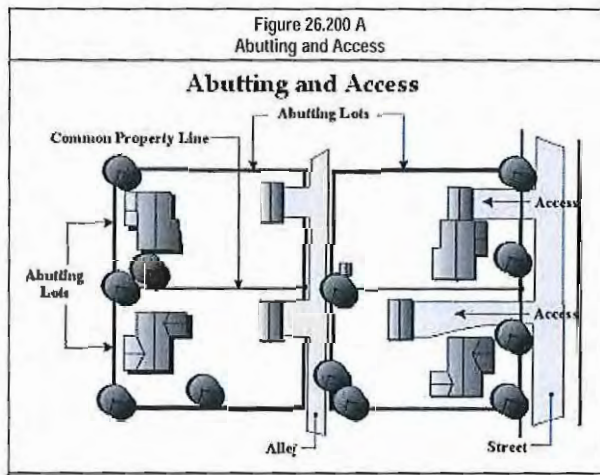 Figure 26.200 A
Abutting and Access
Abutting and Access
Abutting Lots
Common Property Line
Access
Abutting
Lots
Access
Alley
Street